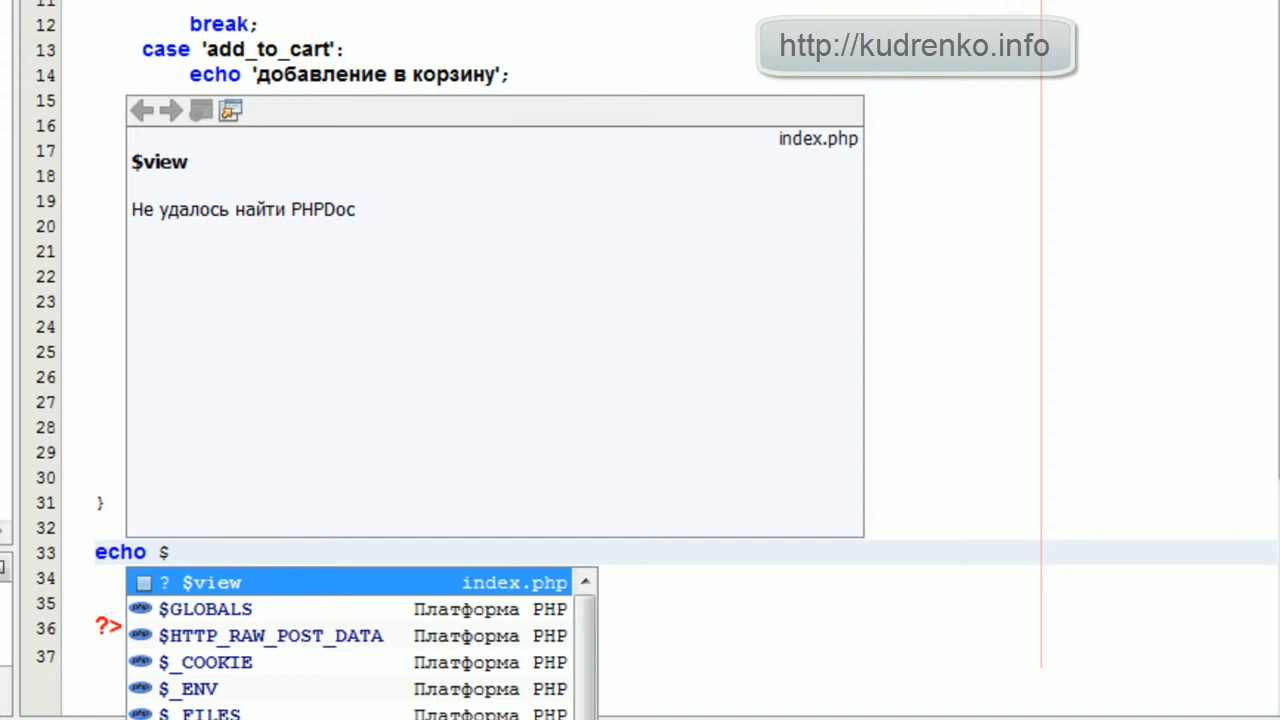 11
12 break;
13 case 'add_to_cart':
14 echo 'добавление в корзину';
http://kudrenko.info
15
16
index.php
17 $view
18
19 Не удалось найти PHPDoc
20
21
22
23
24
25
26
27
28
29
30
31 }
32
33 echo $
34 ? $view index.php
35 $GLOBALS Платформа PHP
36 ?> $HTTP_RAW_POST_DATA Платформа PHP
37 $_COOKIE Платформа PHP
$_ENV Платформа PHP
$_FILES Платформа PHP